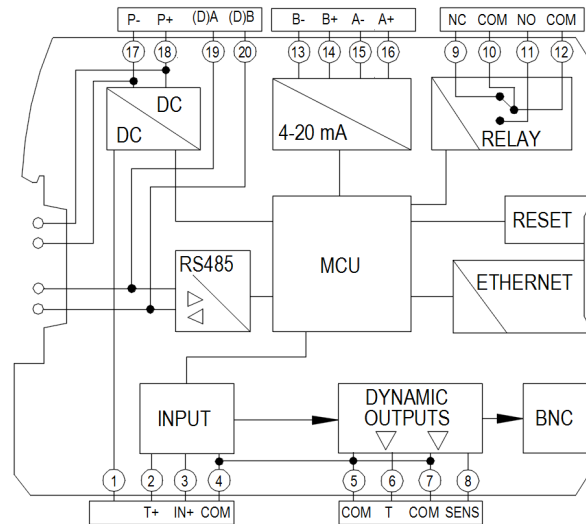 P- P+ (D)A (D)B
B- B+ A- A+
NC COM NO COM
17 18 19 20
13 14 15 16
9 10 11 12
DC
DC
4-20 mA
RELAY
RESET
MCU
RS485
ETHERNET
INPUT
DYNAMIC
OUTPUTS
BNC
1 2 3 4
5 6 7 8
T+ IN+ COM
COM T COM SENS